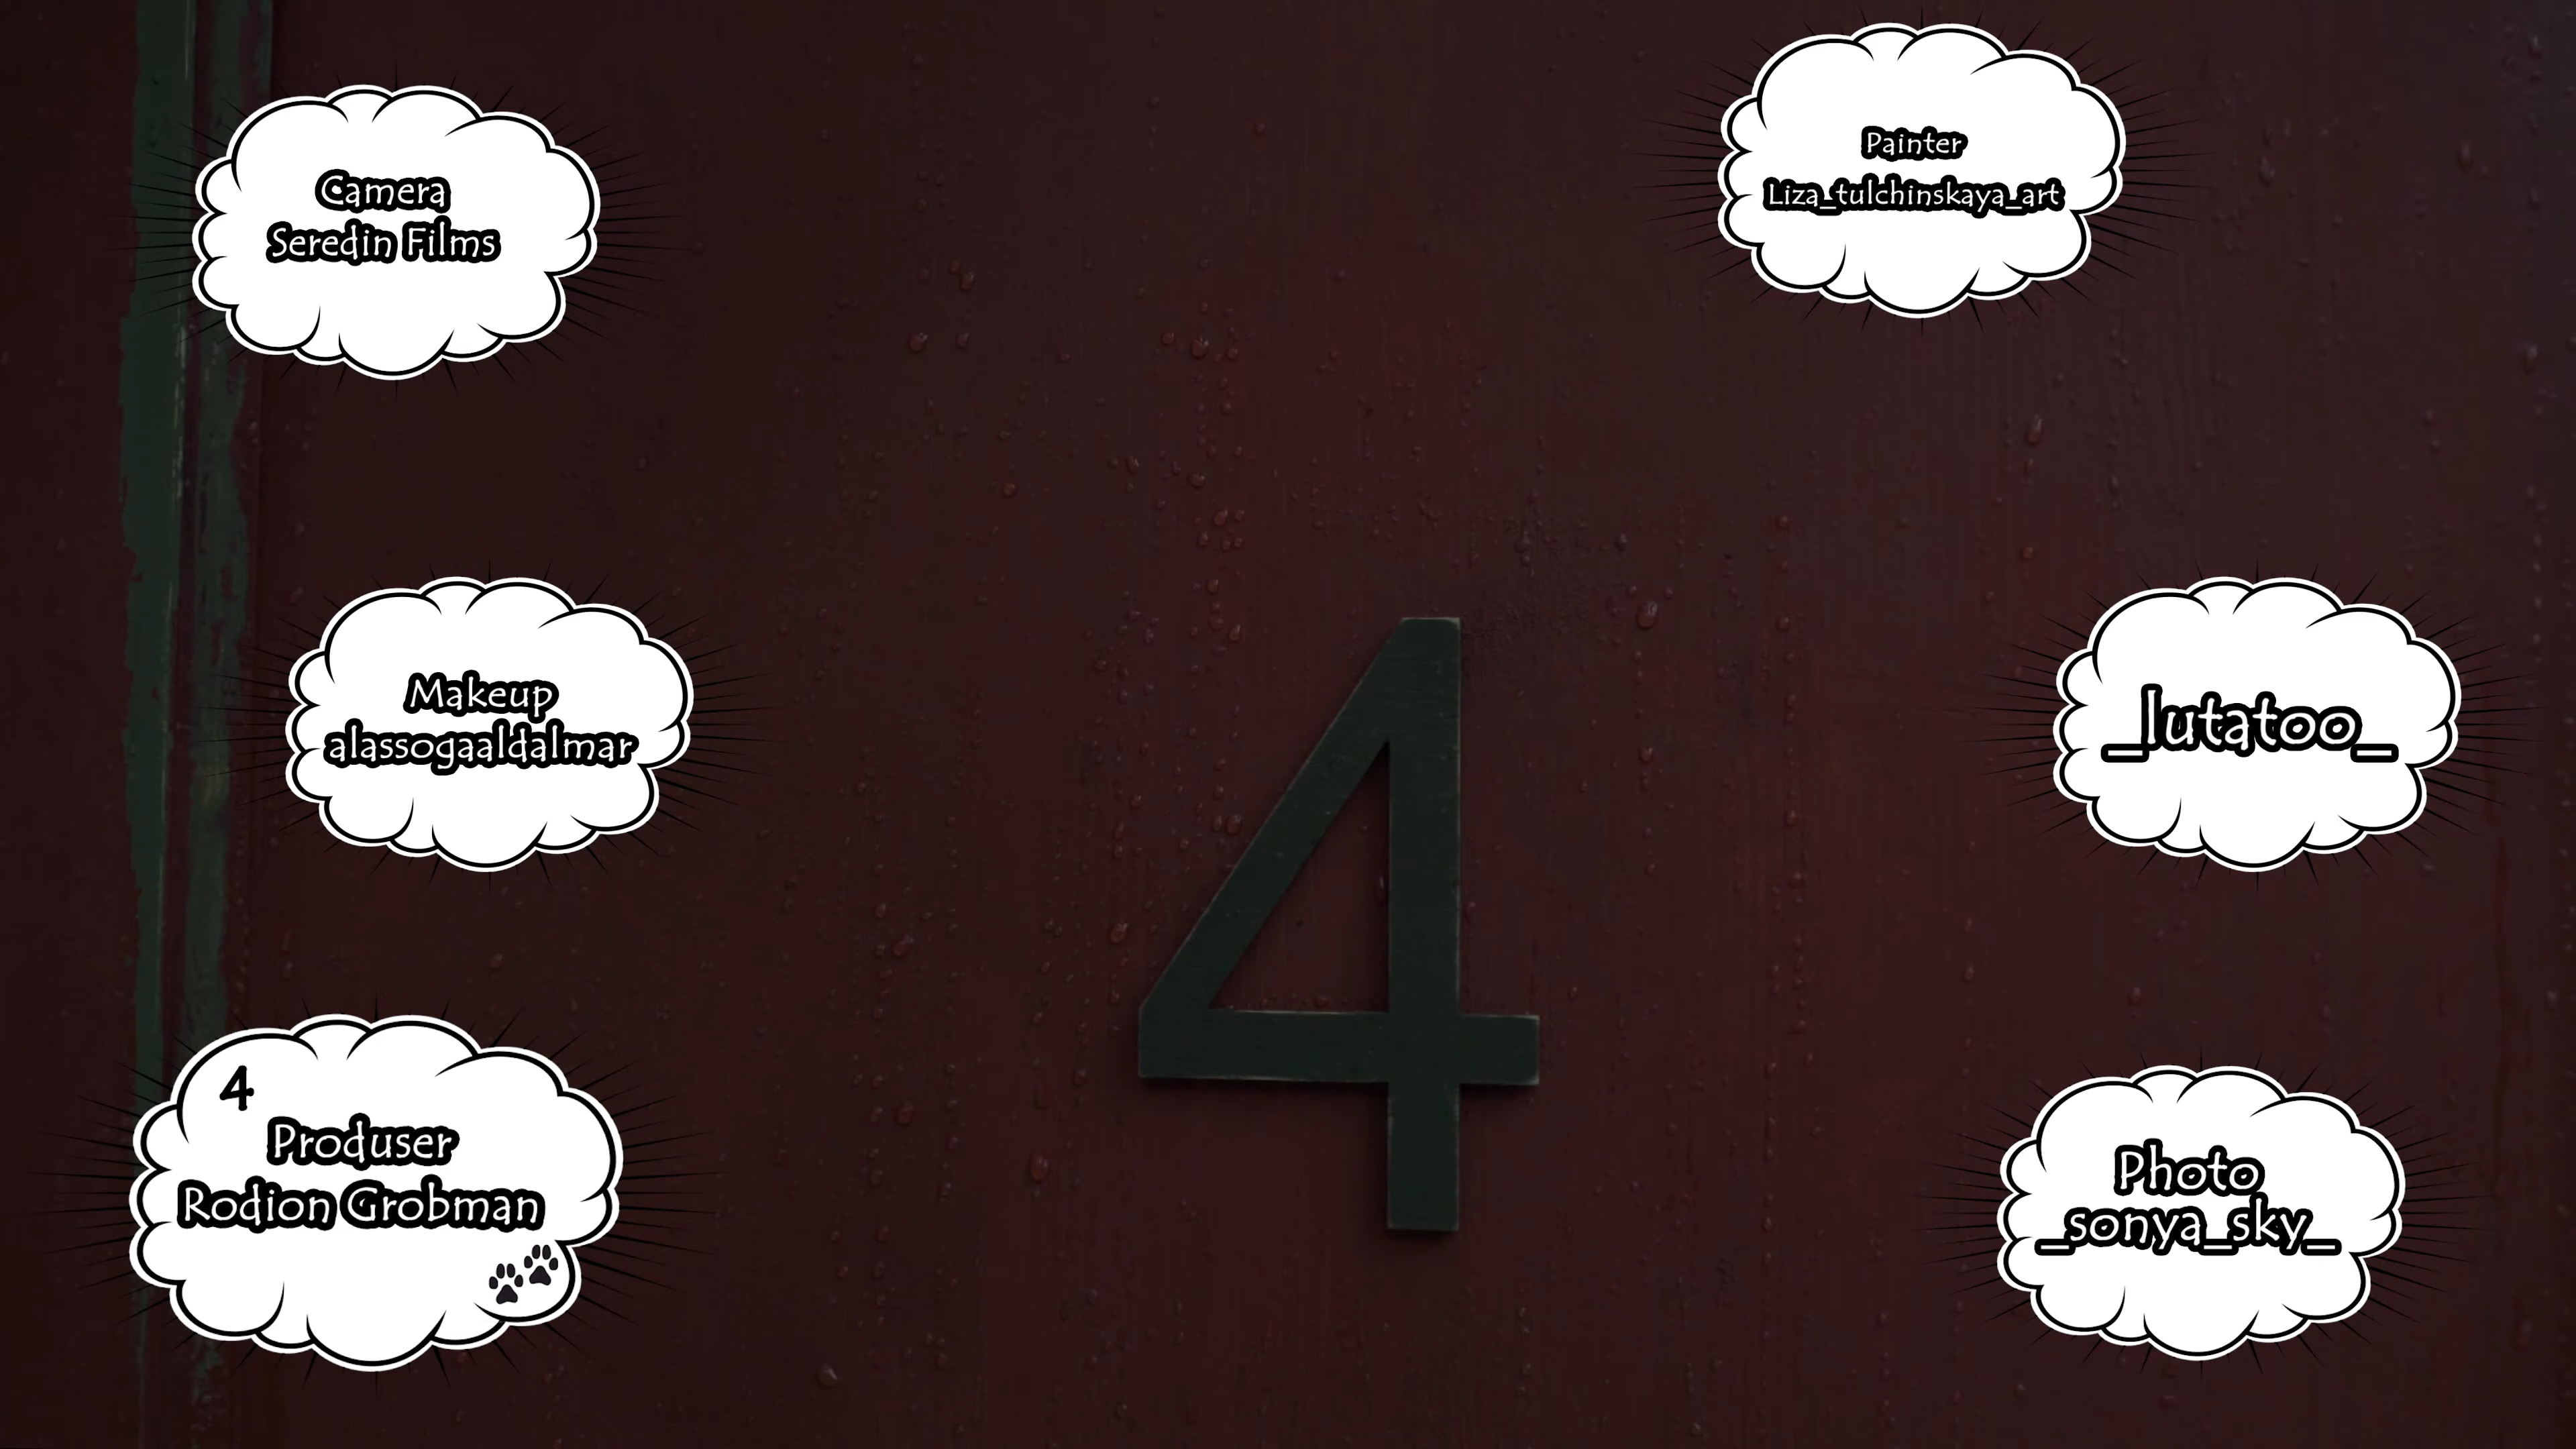 Camera
Seredin Films
Painter
Liza_tulchinskaya_art
Makeup
alassogaaldalmar
_lutatoo_
4
4
Produser
Rodion Grobman
Photo
_sonya_sky_